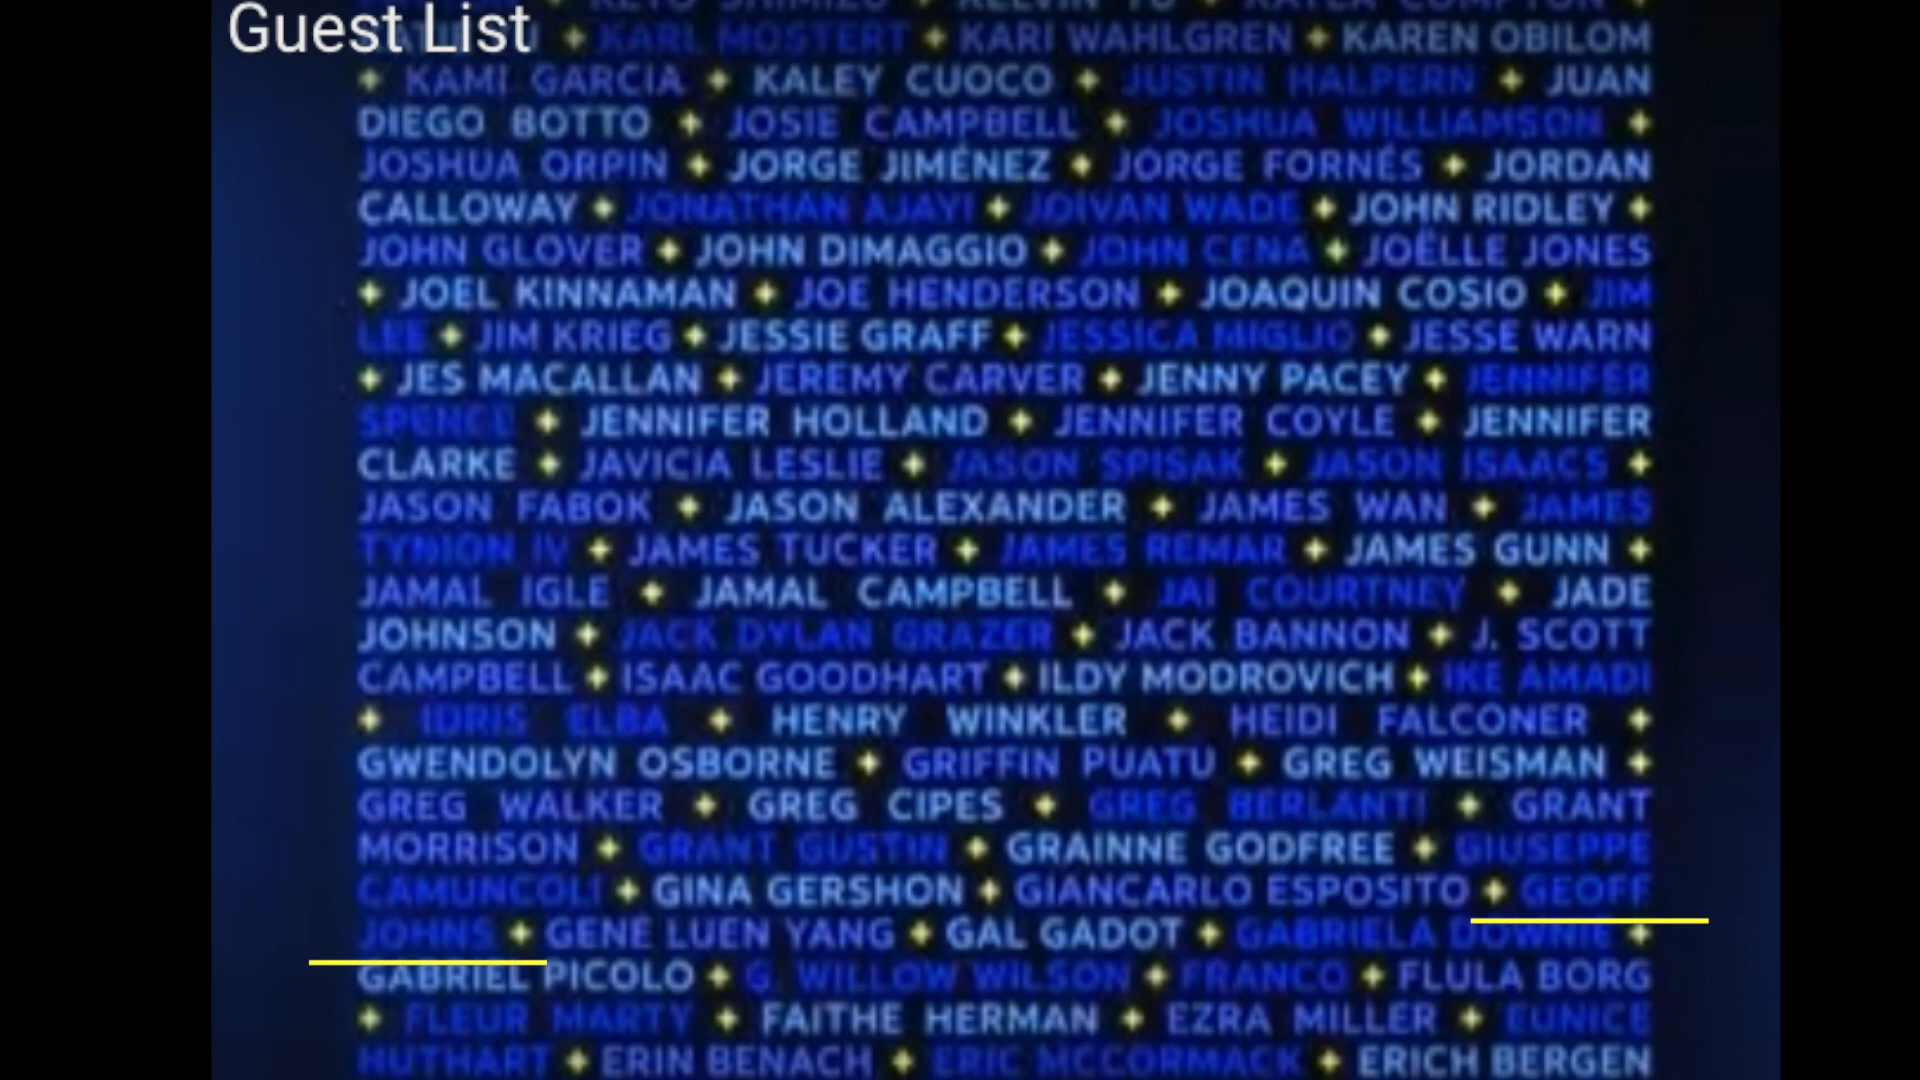 Guest List
KARL MOSTERT ✦ KARI WAHLGREN ✦ KAREN OBILOM
✦ KAMI GARCIA ✦ KALEY CUOCO ✦ JUSTIN HALPERN ✦ JUAN
DIEGO BOTTO ✦ JOSIE CAMPBELL ✦ JOSHUA WILLIAMSON ✦
JOSHUA ORPIN ✦ JORGE JIMÉNEZ ✦ JORGE FORNÉS ✦ JORDAN
CALLOWAY ✦ JONATHAN AJAYI ✦ JOIVAN WADE ✦ JOHN RIDLEY ✦
JOHN GLOVER ✦ JOHN DIMAGGIO ✦ JOHN CENA ✦ JOËLLE JONES
✦ JOEL KINNAMAN ✦ JOE HENDERSON ✦ JOAQUIN COSIO ✦ JIM
LEE ✦ JIM KRIEG ✦ JESSIE GRAFF ✦ JESSICA MIGLIO ✦ JESSE WARN
✦ JES MACALLAN ✦ JEREMY CARVER ✦ JENNY PACEY ✦ JENNIFER
SPENCE ✦ JENNIFER HOLLAND ✦ JENNIFER COYLE ✦ JENNIFER
CLARKE ✦ JAVICIA LESLIE ✦ JASON SPISAK ✦ JASON ISAACS ✦
JASON FABOK ✦ JASON ALEXANDER ✦ JAMES WAN ✦ JAMES
TYNION IV ✦ JAMES TUCKER ✦ JAMES REMAR ✦ JAMES GUNN ✦
JAMAL IGLE ✦ JAMAL CAMPBELL ✦ JAI COURTNEY ✦ JADE
JOHNSON ✦ JACK DYLAN GRAZER ✦ JACK BANNON ✦ J. SCOTT
CAMPBELL ✦ ISAAC GOODHART ✦ ILDY MODROVICH ✦ IKE AMADI
✦ IDRIS ELBA ✦ HENRY WINKLER ✦ HEIDI FALCONER ✦
GWENDOLYN OSBORNE ✦ GRIFFIN PUATU ✦ GREG WEISMAN ✦
GREG WALKER ✦ GREG CIPES ✦ GREG BERLANTI ✦ GRANT
MORRISON ✦ GRANT GUSTIN ✦ GRAINNE GODFREE ✦ GIUSEPPE
CAMUNCOLI ✦ GINA GERSHON ✦ GIANCARLO ESPOSITO ✦ GEOFF
JOHNS ✦ GENE LUEN YANG ✦ GAL GADOT ✦ GABRIELA DOWNIE ✦
GABRIEL PICOLO ✦ G. WILLOW WILSON ✦ FRANCO ✦ FLULA BORG
✦ FLEUR MARTY ✦ FAITHE HERMAN ✦ EZRA MILLER ✦ EUNICE
HUTHART ✦ ERIN BENACH ✦ ERIC MCCORMACK ✦ ERICH BERGEN